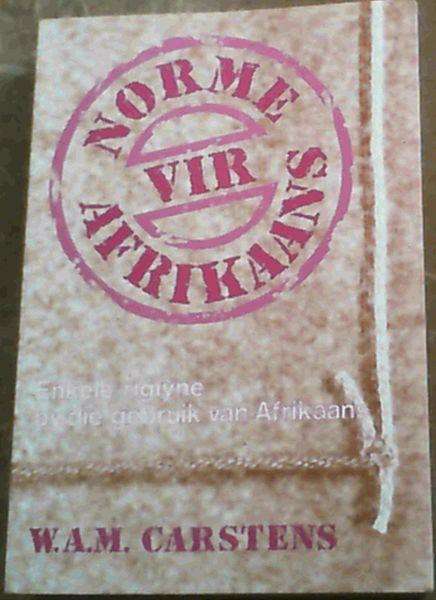 NORME
VIR
AFRIKAANS
Enkele riglyne
by die gebruik van Afrikaans
W.A.M. CARSTENS